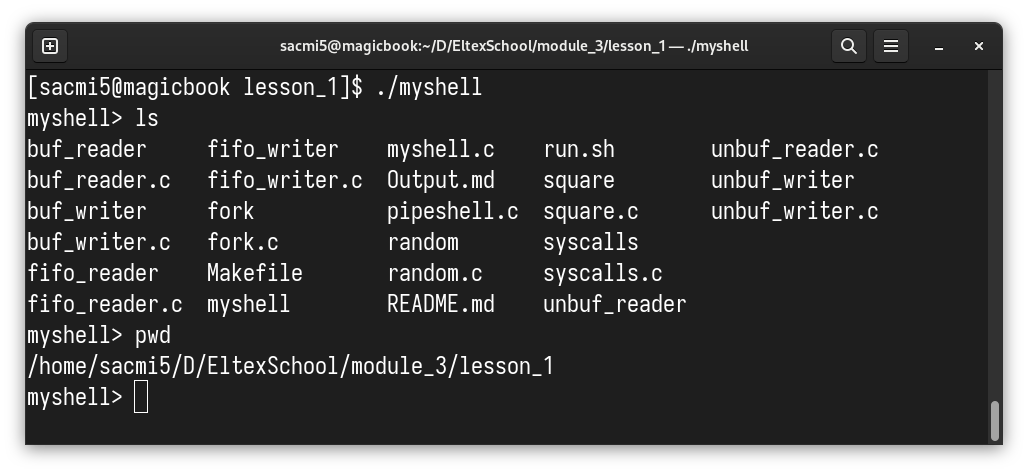 sacmi5@magicbook:~/D/EltexSchool/module_3/lesson_1 — ./myshell
[sacmi5@magicbook lesson_1]$ ./myshell
myshell> ls
buf_reader     fifo_writer    myshell.c    run.sh        unbuf_reader.c
buf_reader.c   fifo_writer.c  Output.md    square        unbuf_writer
buf_writer     fork           pipeshell.c  square.c      unbuf_writer.c
buf_writer.c   fork.c         random       syscalls
fifo_reader    Makefile       random.c     syscalls.c
fifo_reader.c  myshell        README.md    unbuf_reader
myshell> pwd
/home/sacmi5/D/EltexSchool/module_3/lesson_1
myshell>